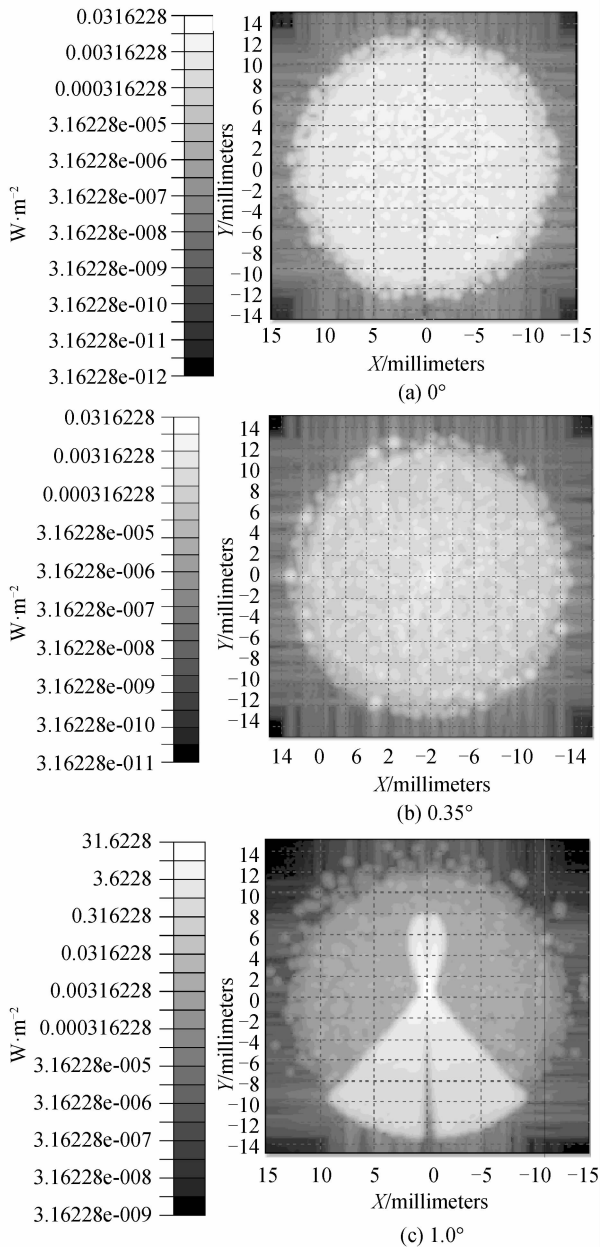 0.0316228
0.00316228
0.000316228
3.16228e-005
3.16228e-006
3.16228e-007
3.16228e-008
3.16228e-009
3.16228e-010
3.16228e-011
3.16228e-012
W·m⁻²
Y/millimeters
14
12
10
8
6
4
2
0
−2
−4
−6
−8
−10
−12
−14
15 10 5 0 −5 −10 −15
X/millimeters
(a) 0°
0.0316228
0.00316228
0.000316228
3.16228e-005
3.16228e-006
3.16228e-007
3.16228e-008
3.16228e-009
3.16228e-010
3.16228e-011
W·m⁻²
Y/millimeters
14
12
10
8
6
4
2
0
−2
−4
−6
−8
−10
−12
−14
14 0 6 2 −2 −6 −10 −14
X/millimeters
(b) 0.35°
31.6228
3.6228
0.316228
0.0316228
0.00316228
0.000316228
3.16228e-005
3.16228e-006
3.16228e-007
3.16228e-008
3.16228e-009
W·m⁻²
Y/millimeters
14
12
10
8
6
4
2
0
−2
−4
−6
−8
−10
−12
−14
15 10 5 0 −5 −10 −15
X/millimeters
(c) 1.0°